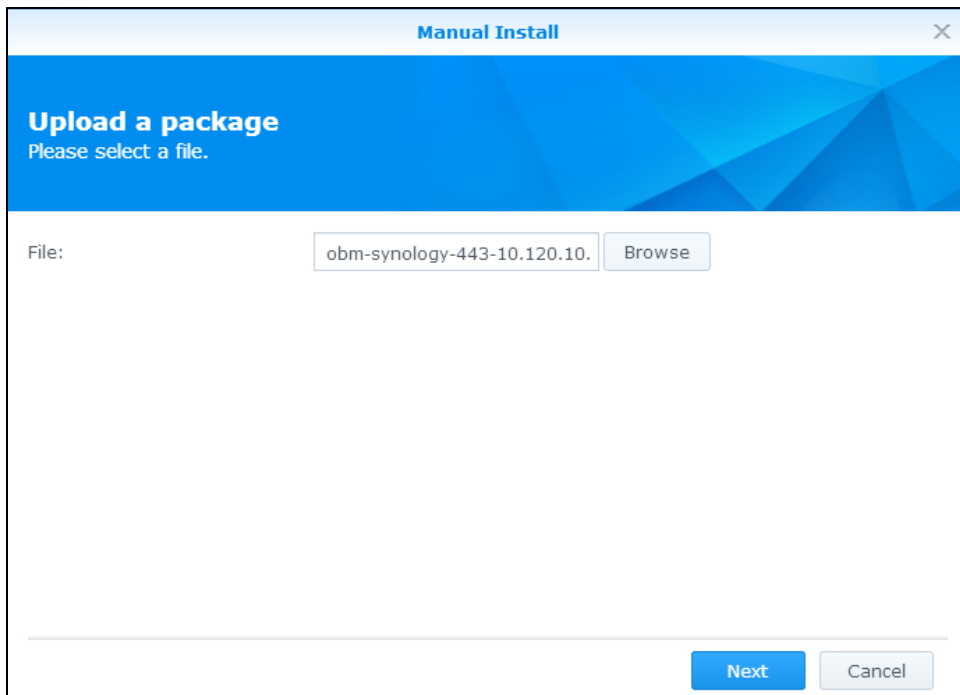 Manual Install
Upload a package
Please select a file.
File:
obm-synology-443-10.120.10.
Browse
Next
Cancel